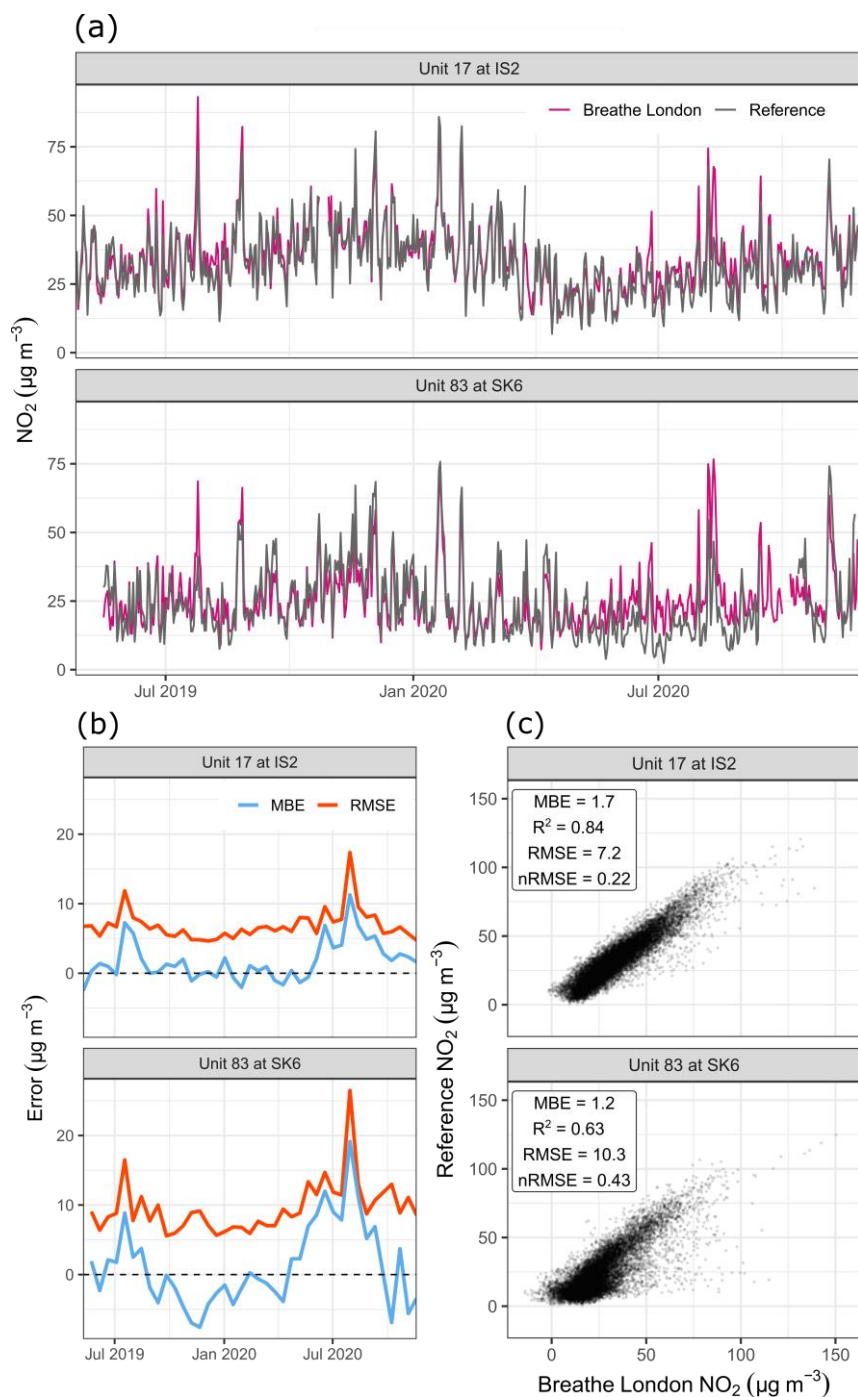 (a)
Unit 17 at IS2
Breathe London Reference
75
50
25
0
Unit 83 at SK6
75
50
25
0
NO₂ (µg m⁻³)
Jul 2019 Jan 2020 Jul 2020
(b)
Unit 17 at IS2
MBE RMSE
20
10
0
Unit 83 at SK6
20
10
0
Error (µg m⁻³)
Jul 2019 Jan 2020 Jul 2020
(c)
Unit 17 at IS2
MBE = 1.7
R² = 0.84
RMSE = 7.2
nRMSE = 0.22
150
100
50
0
Unit 83 at SK6
MBE = 1.2
R² = 0.63
RMSE = 10.3
nRMSE = 0.43
150
100
50
0
Reference NO₂ (µg m⁻³)
0 50 100 150
Breathe London NO₂ (µg m⁻³)